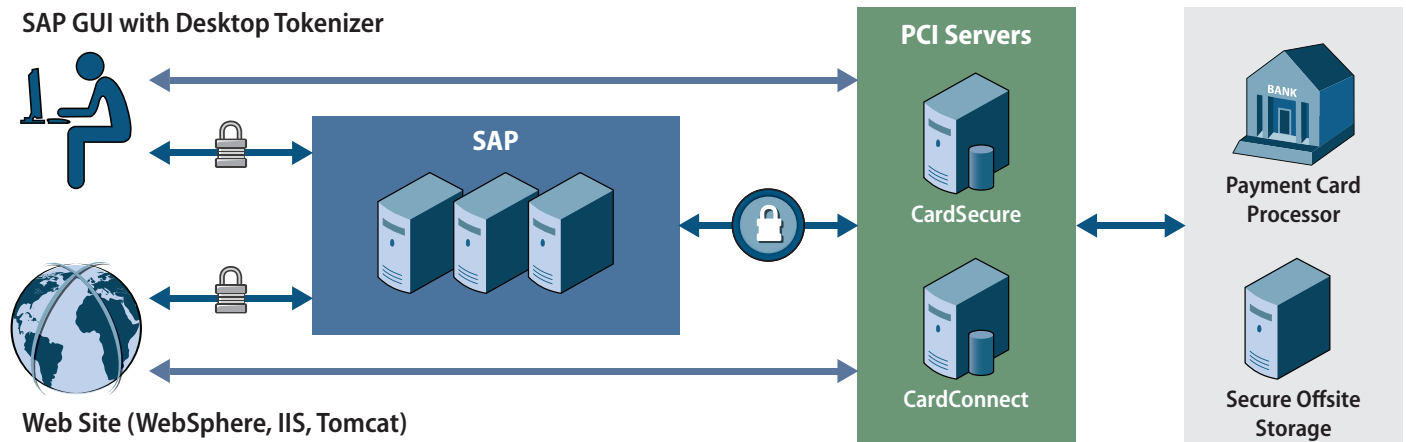 SAP GUI with Desktop Tokenizer
SAP
PCI Servers
CardSecure
CardConnect
BANK
Payment Card
Processor
Secure Offsite
Storage
Web Site (WebSphere, IIS, Tomcat)